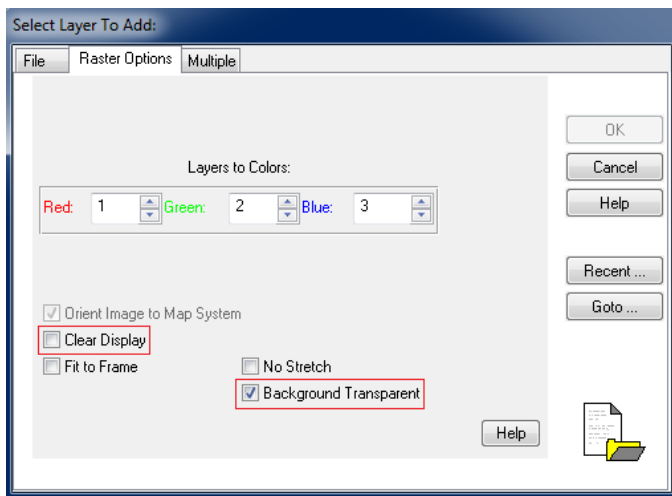 Select Layer To Add:
File Raster Options Multiple
Layers to Colors:
Red: 1 Green: 2 Blue: 3
Orient Image to Map System
Clear Display
Fit to Frame No Stretch
Background Transparent
Help
OK
Cancel
Help
Recent ...
Goto ...